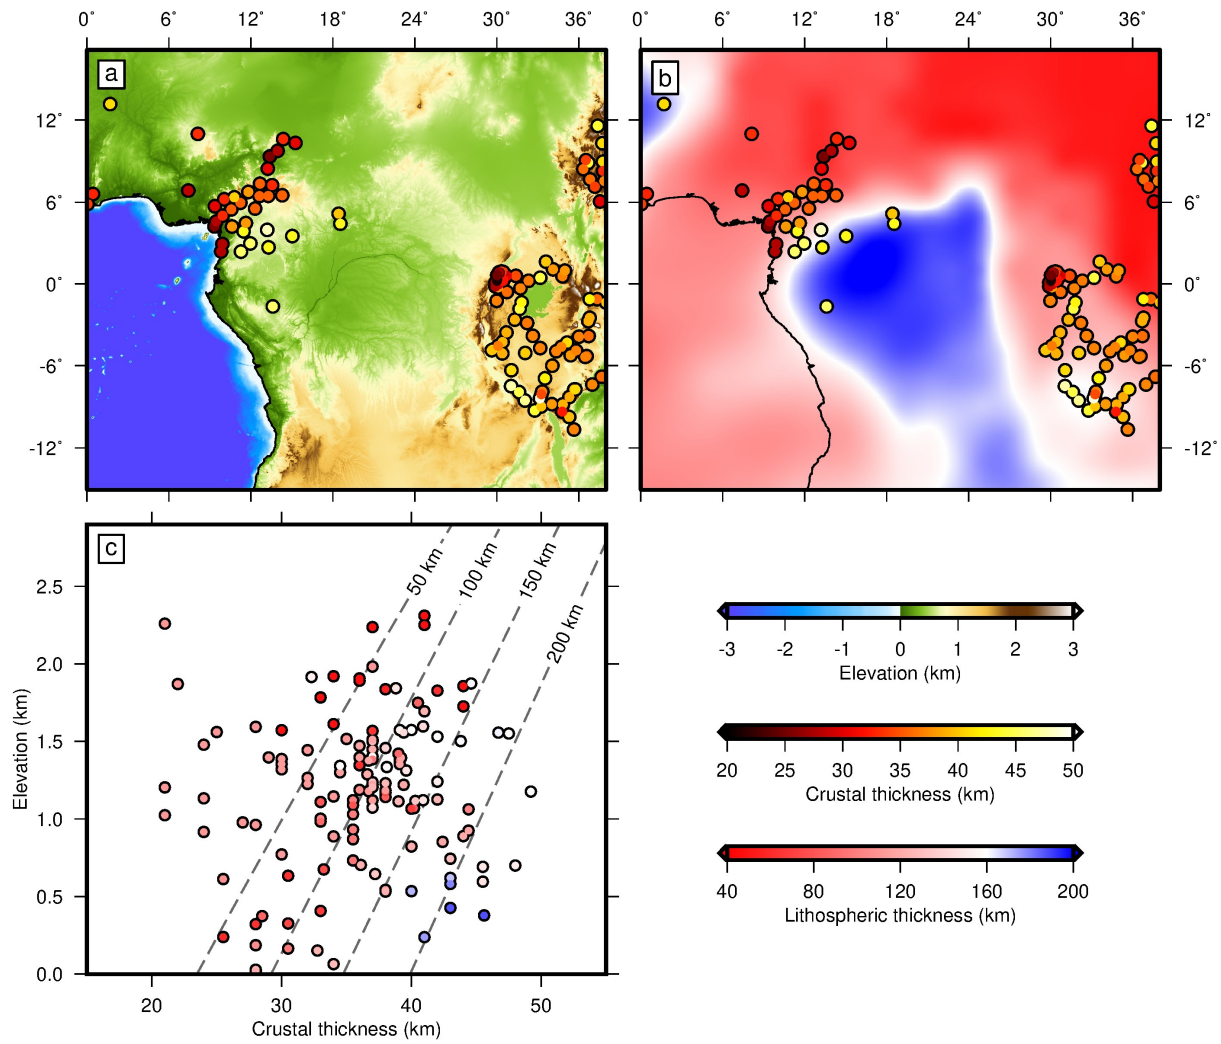 0˚ 6˚ 12˚ 18˚ 24˚ 30˚ 36˚
0˚ 6˚ 12˚ 18˚ 24˚ 30˚ 36˚
a
b
12˚
6˚
0˚
-6˚
-12˚
12˚
6˚
0˚
-6˚
-12˚
c
50 km
100 km
150 km
200 km
2.5
2.0
1.5
1.0
0.5
0.0
Elevation (km)
20 30 40 50
Crustal thickness (km)
-3 -2 -1 0 1 2 3
Elevation (km)
20 25 30 35 40 45 50
Crustal thickness (km)
40 80 120 160 200
Lithospheric thickness (km)